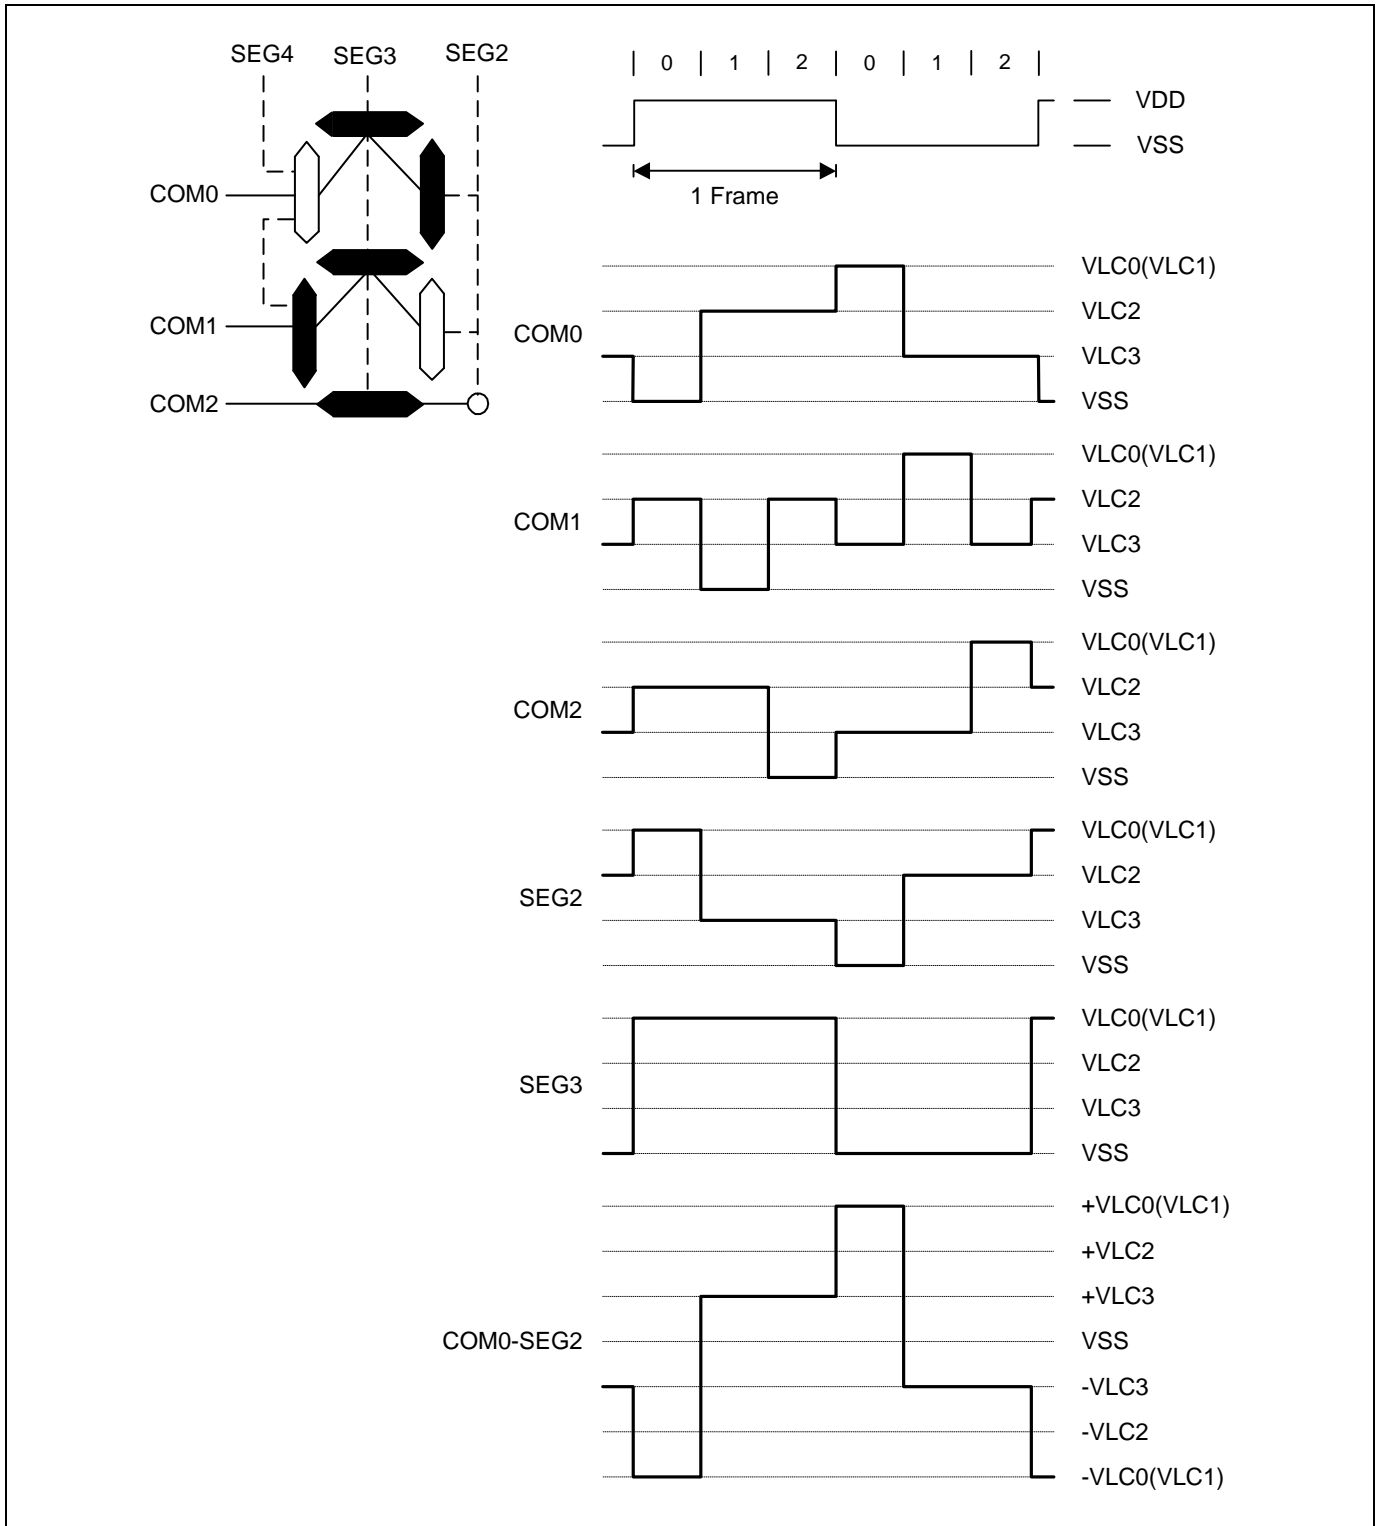 SEG4 SEG3 SEG2
0 1 2 0 1 2
VDD
VSS
1 Frame
COM0
COM1
COM2
COM0
VLC0(VLC1)
VLC2
VLC3
VSS
COM1
VLC0(VLC1)
VLC2
VLC3
VSS
COM2
VLC0(VLC1)
VLC2
VLC3
VSS
SEG2
VLC0(VLC1)
VLC2
VLC3
VSS
SEG3
VLC0(VLC1)
VLC2
VLC3
VSS
COM0-SEG2
+VLC0(VLC1)
+VLC2
+VLC3
VSS
-VLC3
-VLC2
-VLC0(VLC1)